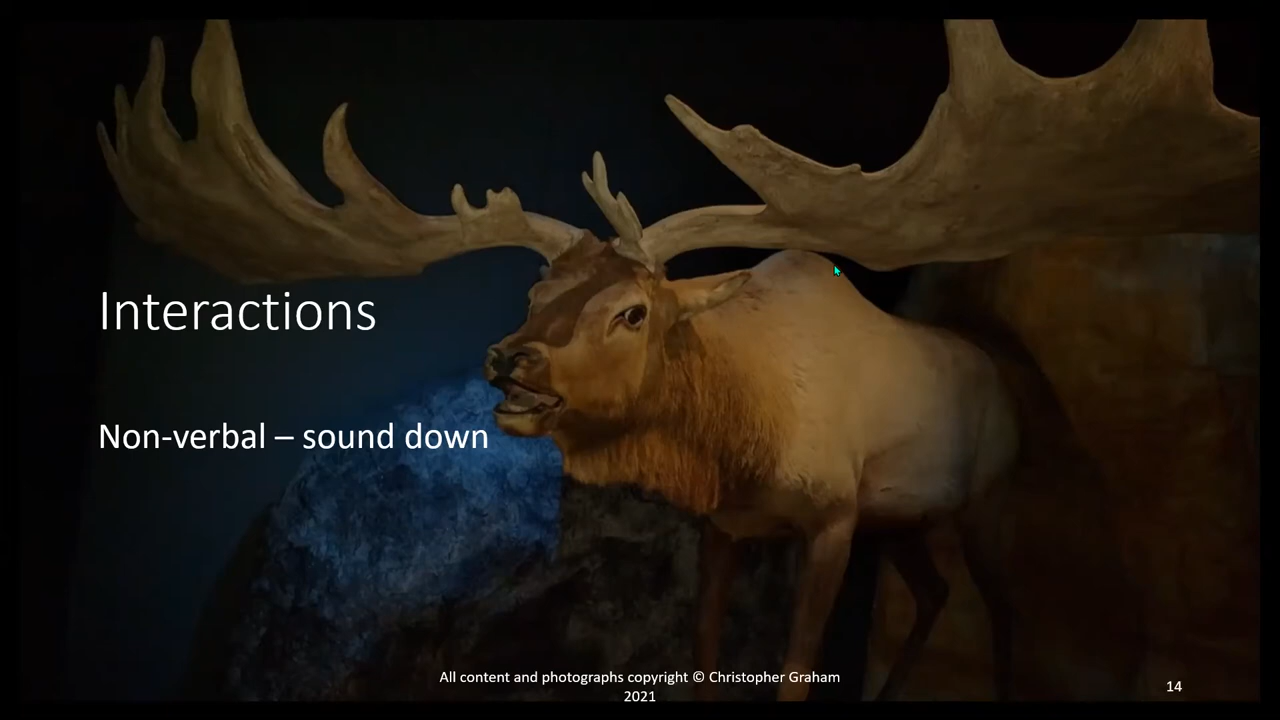 Interactions
Non-verbal – sound down
All content and photographs copyright © Christopher Graham
2021
14